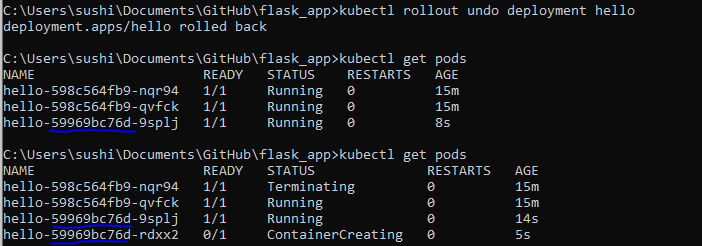 C:\Users\sushi\Documents\GitHub\flask_app>kubectl rollout undo deployment hello
deployment.apps/hello rolled back
C:\Users\sushi\Documents\GitHub\flask_app>kubectl get pods
NAME READY STATUS RESTARTS AGE
hello-598c564fb9-nqr94 1/1 Running 0 15m
hello-598c564fb9-qvfck 1/1 Running 0 15m
hello-59969bc76d-9splj 1/1 Running 0 8s
C:\Users\sushi\Documents\GitHub\flask_app>kubectl get pods
NAME READY STATUS RESTARTS AGE
hello-598c564fb9-nqr94 1/1 Terminating 0 15m
hello-598c564fb9-qvfck 1/1 Running 0 15m
hello-59969bc76d-9splj 1/1 Running 0 14s
hello-59969bc76d-rdxx2 0/1 ContainerCreating 0 5s